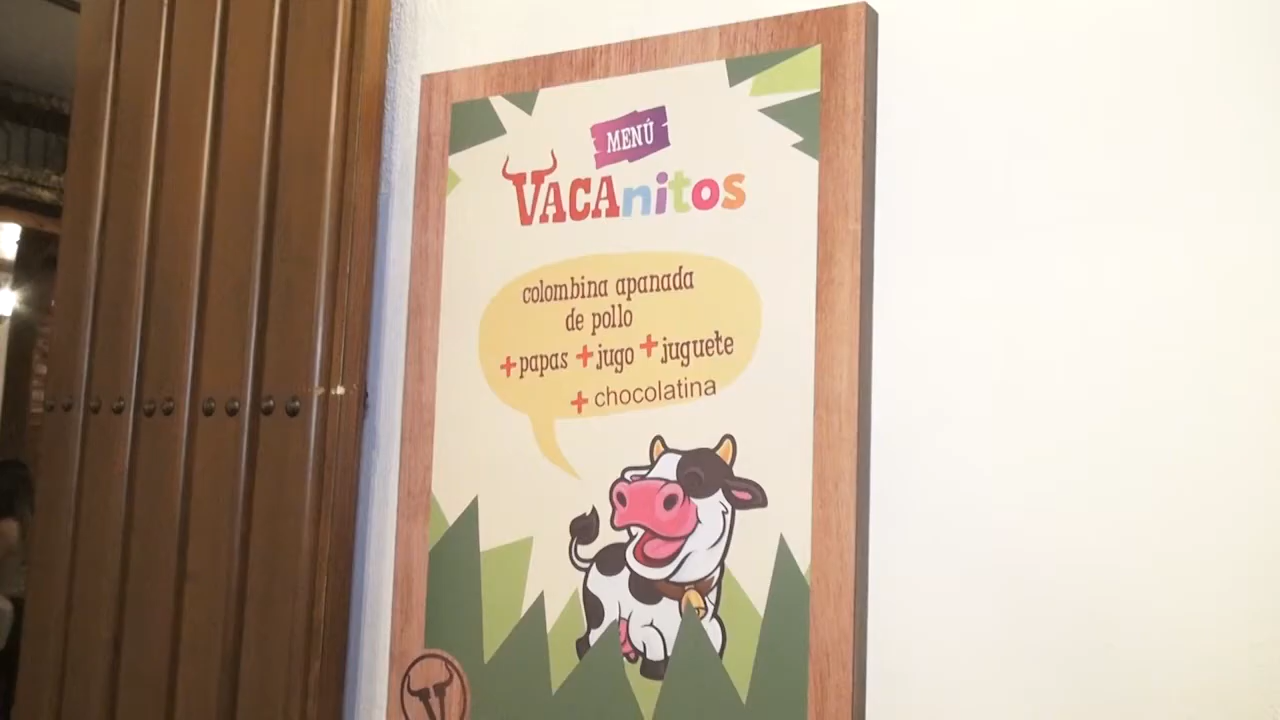 MENÚ
VACAnitos
colombina apanada
de pollo
+papas +jugo +juguete
+ chocolatina